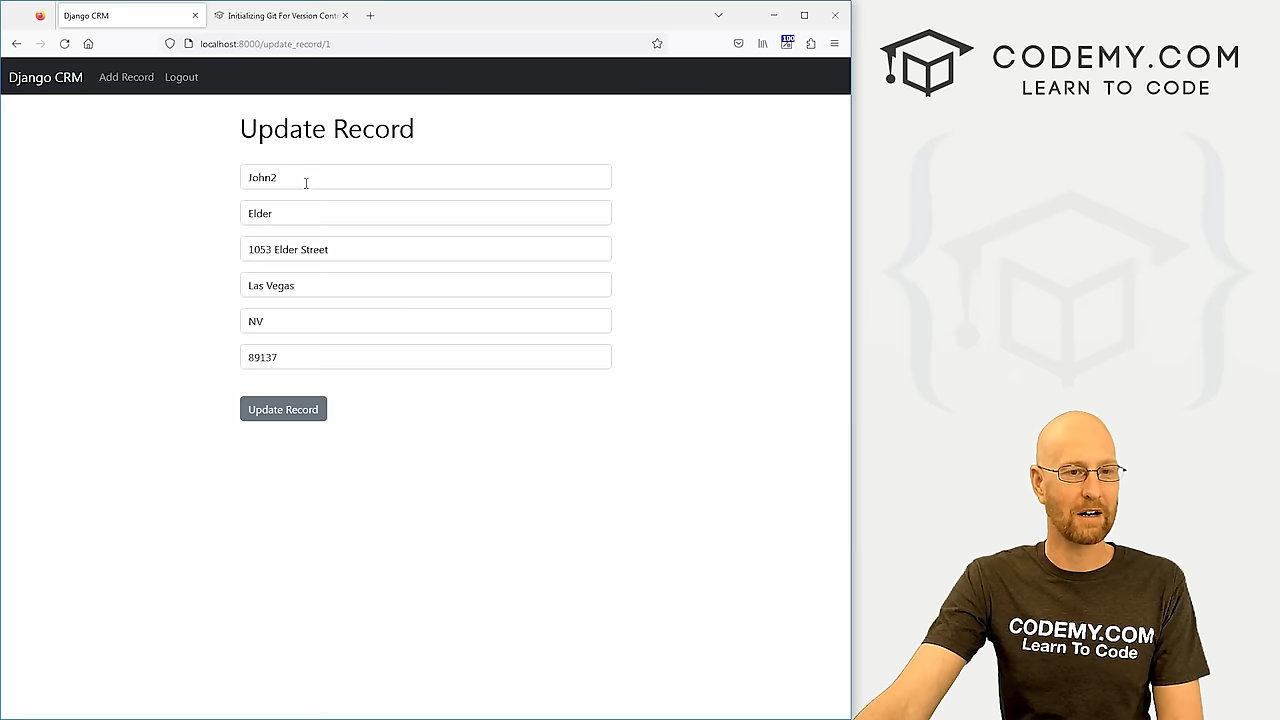 Django CRM
Initializing Git For Version Contr
localhost:8000/update_record/1
100
Django CRM
Add Record
Logout
Update Record
John2
Elder
1053 Elder Street
Las Vegas
NV
89137
Update Record
CODEMY.COM
LEARN TO CODE
CODEMY.COM
Learn To Code